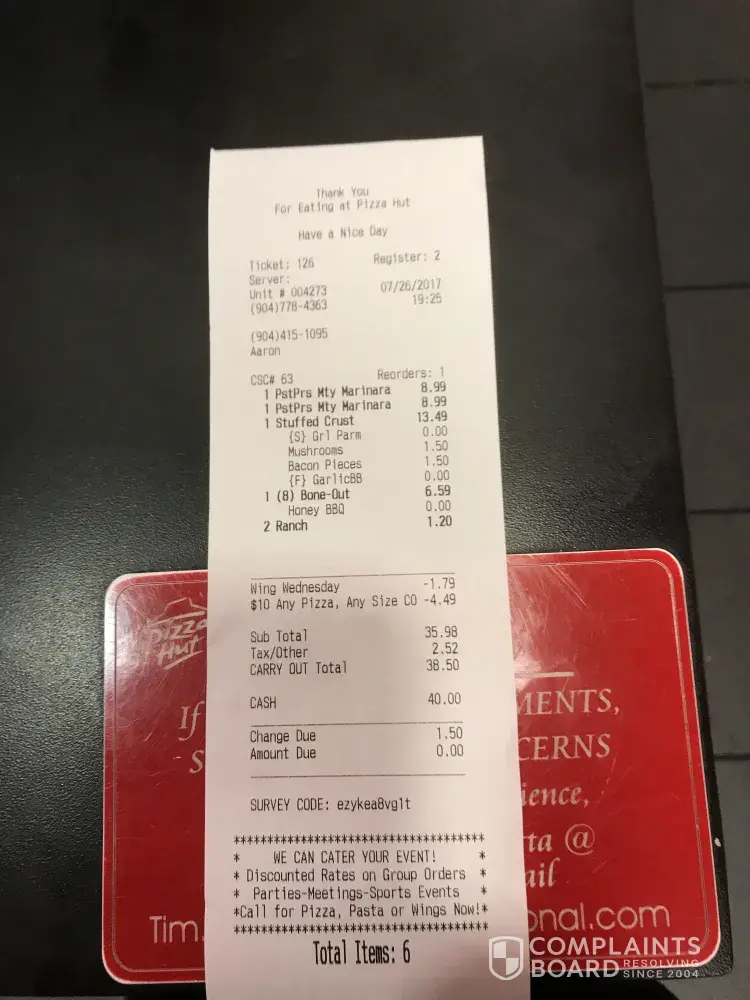 Thank You
For Eating at Pizza Hut
Have a Nice Day
Ticket: 126 Register: 2
Server:
Unit # 004273 07/26/2017
(904)778-4363 19:25
(904)415-1095
Aaron
CSC# 63 Reorders: 1
1 PstPrs Mty Marinara 8.99
1 PstPrs Mty Marinara 8.99
1 Stuffed Crust 13.49
{S} Grl Parm 0.00
Mushrooms 1.50
Bacon Pieces 1.50
{F} GarlicBB 0.00
1 (8) Bone-Out 6.59
Honey BBQ 0.00
2 Ranch 1.20
Wing Wednesday -1.79
$10 Any Pizza, Any Size CO -4.49
Sub Total 35.98
Tax/Other 2.52
CARRY OUT Total 38.50
CASH 40.00
Change Due 1.50
Amount Due 0.00
SURVEY CODE: ezykea8vg1t
****************************************
* WE CAN CATER YOUR EVENT! *
* Discounted Rates on Group Orders *
* Parties-Meetings-Sports Events *
*Call for Pizza, Pasta or Wings Now!*
****************************************
Total Items: 6
Pizza Hut
If MENTS,
S CERNS
ience,
ta @
ail
Tim. onal.com
COMPLAINTS
BOARD RESOLVING
SINCE 2004